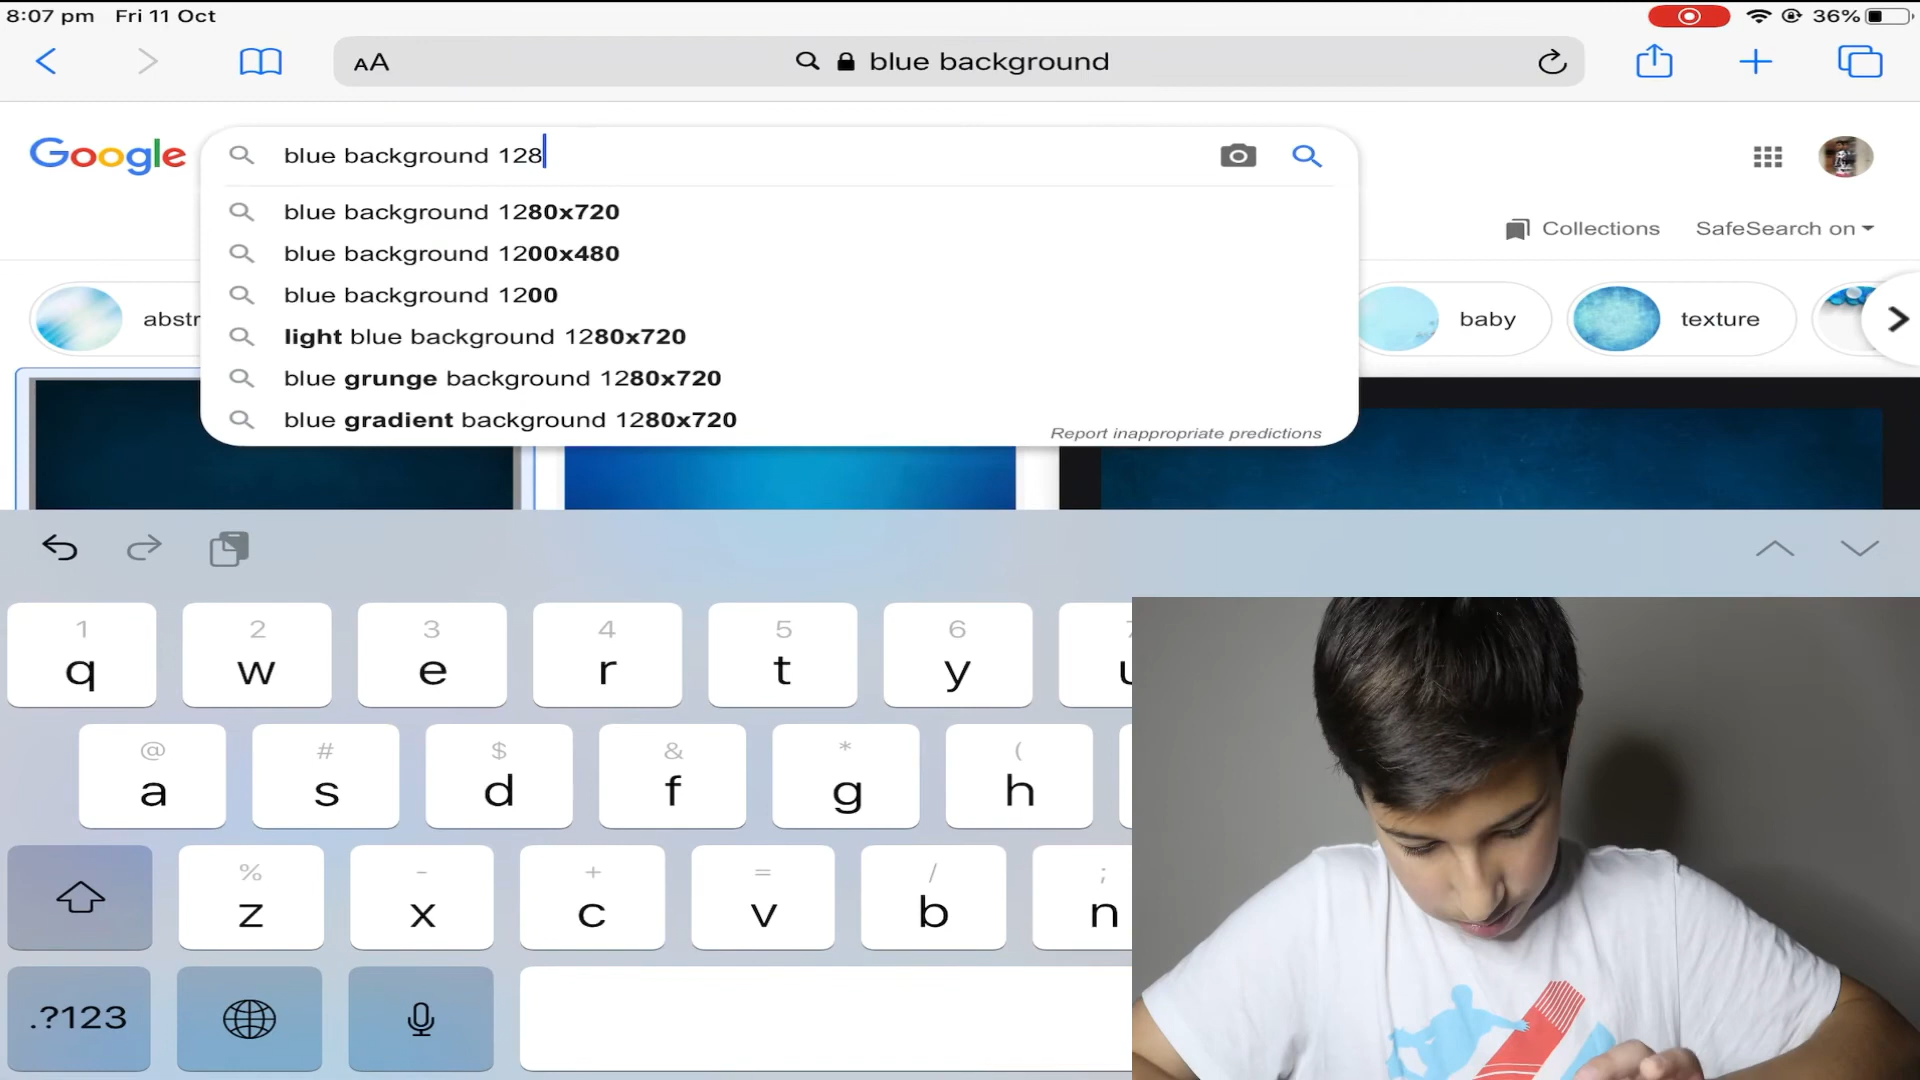 8:07 pm Fri 11 Oct 36%
AA blue background
Google blue background 128
blue background 1280x720
blue background 1200x480
blue background 1200
light blue background 1280x720
blue grunge background 1280x720
blue gradient background 1280x720
Report inappropriate predictions
Collections SafeSearch on
abstr baby texture
1 2 3 4 5 6
q w e r t y
@ # $ & * (
a s d f g h
% - + = / ;
z x c v b n
.?123